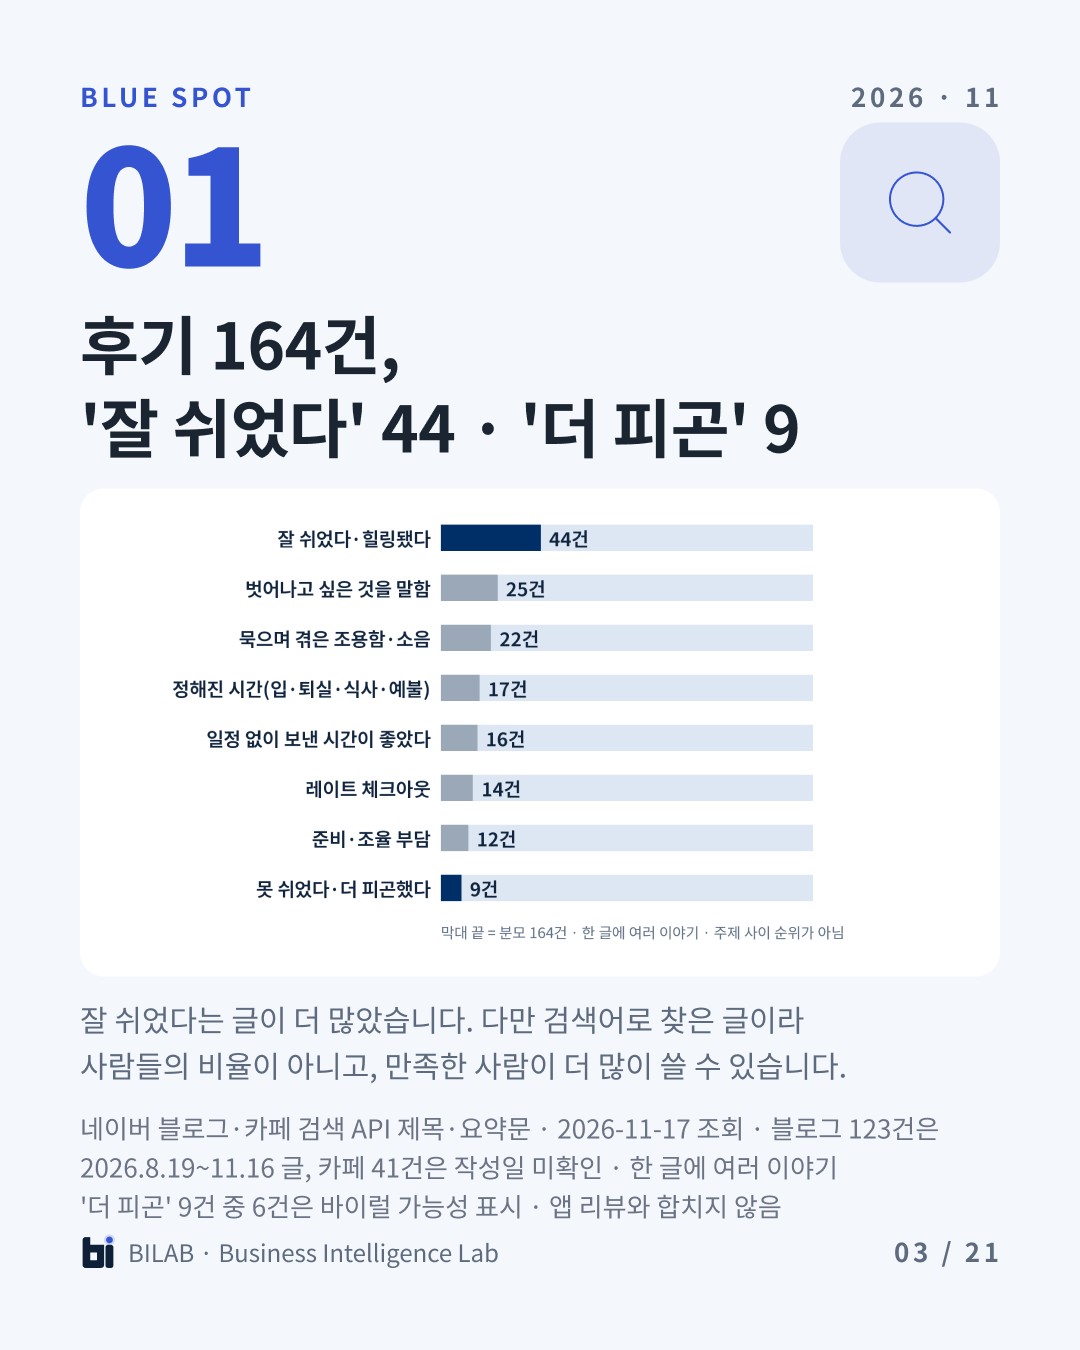 BLUE SPOT
2026 · 11
01
후기 164건,
'잘 쉬었다' 44 · '더 피곤' 9
잘 쉬었다·힐링됐다 44건
벗어나고 싶은 것을 말함 25건
묵으며 겪은 조용함·소음 22건
정해진 시간(입·퇴실·식사·예불) 17건
일정 없이 보낸 시간이 좋았다 16건
레이트 체크아웃 14건
준비·조율 부담 12건
못 쉬었다·더 피곤했다 9건
막대 끝 = 분모 164건 · 한 글에 여러 이야기 · 주제 사이 순위가 아님
잘 쉬었다는 글이 더 많았습니다. 다만 검색어로 찾은 글이라
사람들의 비율이 아니고, 만족한 사람이 더 많이 쓸 수 있습니다.
네이버 블로그·카페 검색 API 제목·요약문 · 2026-11-17 조회 · 블로그 123건은
2026.8.19~11.16 글, 카페 41건은 작성일 미확인 · 한 글에 여러 이야기
'더 피곤' 9건 중 6건은 바이럴 가능성 표시 · 앱 리뷰와 합치지 않음
bi BILAB · Business Intelligence Lab
03 / 21